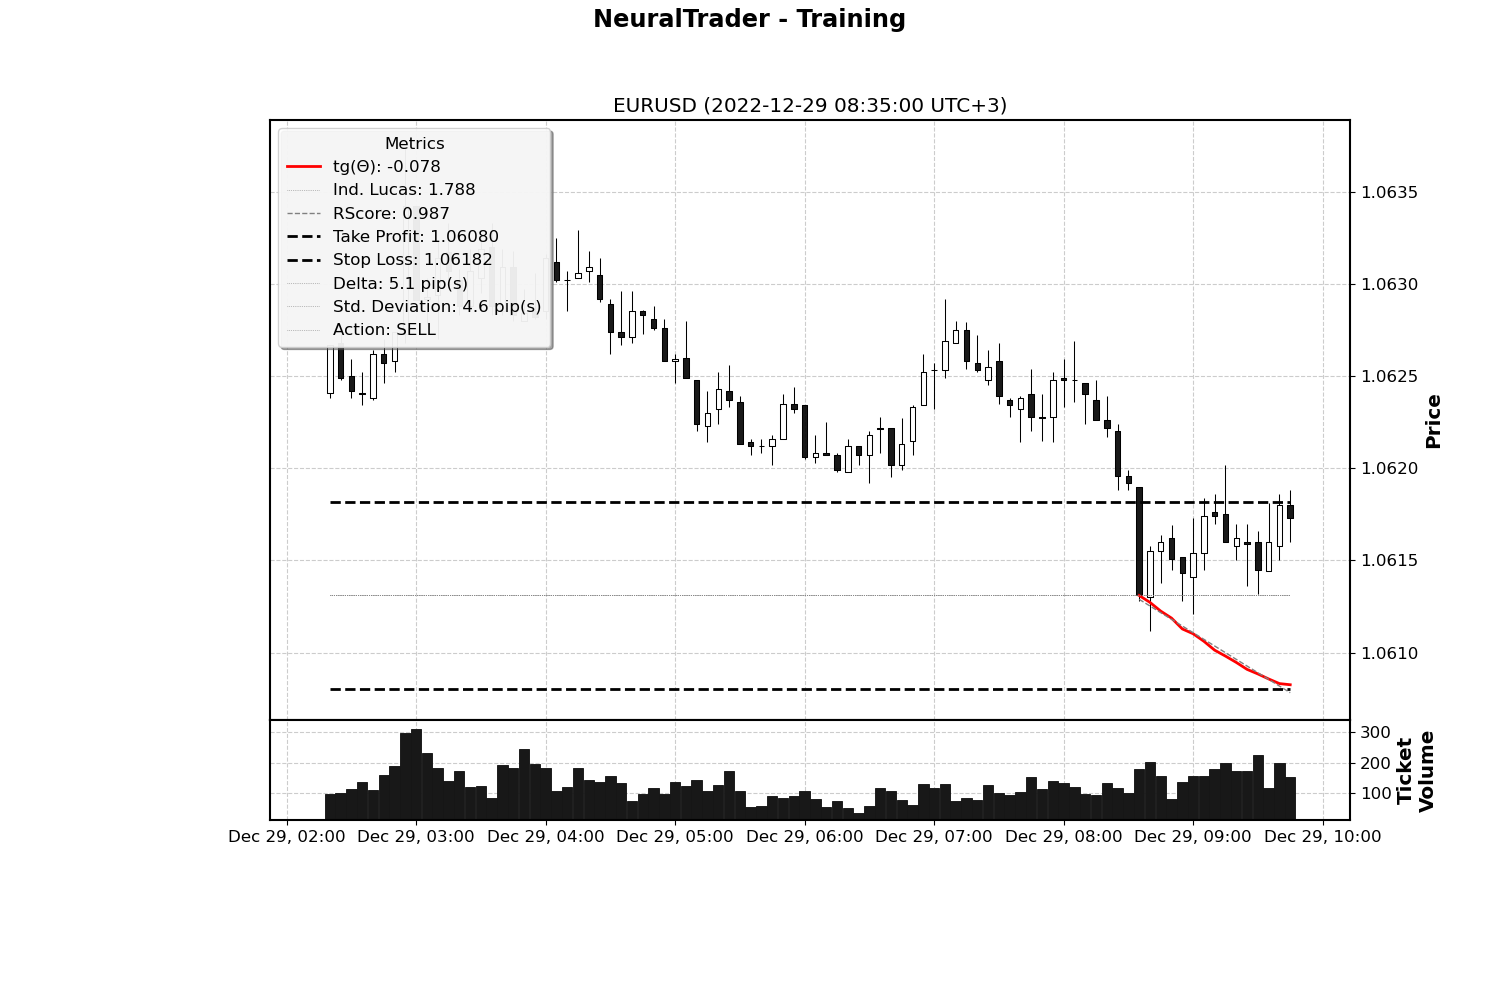 NeuralTrader - Training
EURUSD (2022-12-29 08:35:00 UTC+3)
Metrics
tg(Θ): -0.078
Ind. Lucas: 1.788
RScore: 0.987
Take Profit: 1.06080
Stop Loss: 1.06182
Delta: 5.1 pip(s)
Std. Deviation: 4.6 pip(s)
Action: SELL
1.0635
1.0630
1.0625
1.0620
1.0615
1.0610
Price
300
200
100
Ticket
Volume
Dec 29, 02:00 Dec 29, 03:00 Dec 29, 04:00 Dec 29, 05:00 Dec 29, 06:00 Dec 29, 07:00 Dec 29, 08:00 Dec 29, 09:00 Dec 29, 10:00